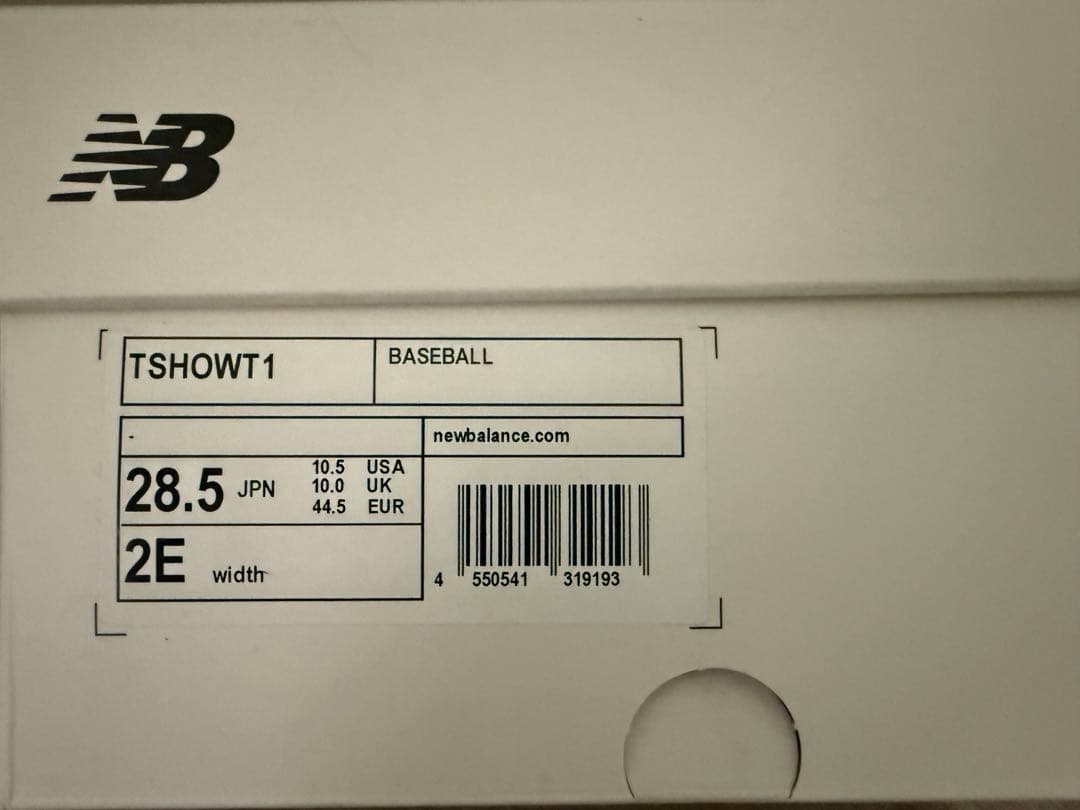 NB
TSHOWT1
BASEBALL
-
newbalance.com
28.5 JPN
10.5 USA
10.0 UK
44.5 EUR
2E width
4 550541 319193